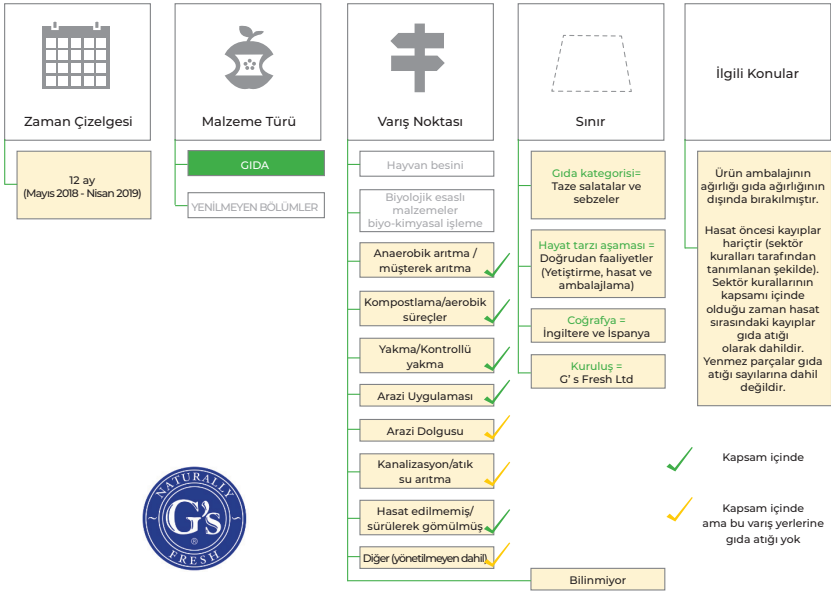 Zaman Çizelgesi
12 ay
(Mayıs 2018 - Nisan 2019)
Malzeme Türü
GIDA
YENİLMEYEN BÖLÜMLER
Varış Noktası
Hayvan besini
Biyolojik esaslı
malzemeler
biyo-kimyasal işleme
Anaerobik arıtma /
müşterek arıtma
Kompostlama/aerobik
süreçler
Yakma/Kontrollü
yakma
Arazi Uygulaması
Arazi Dolgusu
Kanalizasyon/atık
su arıtma
Hasat edilmemiş/
sürülerek gömülmüş
Diğer (yönetilmeyen dahil)
Sınır
Gıda kategorisi=
Taze salatalar ve
sebzeler
Hayat tarzı aşaması =
Doğrudan faaliyetler
(Yetiştirme, hasat ve
ambalajlama)
Coğrafya =
İngiltere ve İspanya
Kuruluş =
G' s Fresh Ltd
Bilinmiyor
İlgili Konular
Ürün ambalajının
ağırlığı gıda ağırlığının
dışında bırakılmıştır.
Hasat öncesi kayıplar
hariçtir (sektör
kuralları tarafından
tanımlanan şekilde).
Sektör kurallarının
kapsamı içinde
olduğu zaman hasat
sırasındaki kayıplar
gıda atığı
olarak dahildir.
Yenmez parçalar gıda
atığı sayılarına dahil
değildir.
Kapsam içinde
Kapsam içinde
ama bu varış yerlerine
gıda atığı yok
NATURALLY
G's
®
FRESH